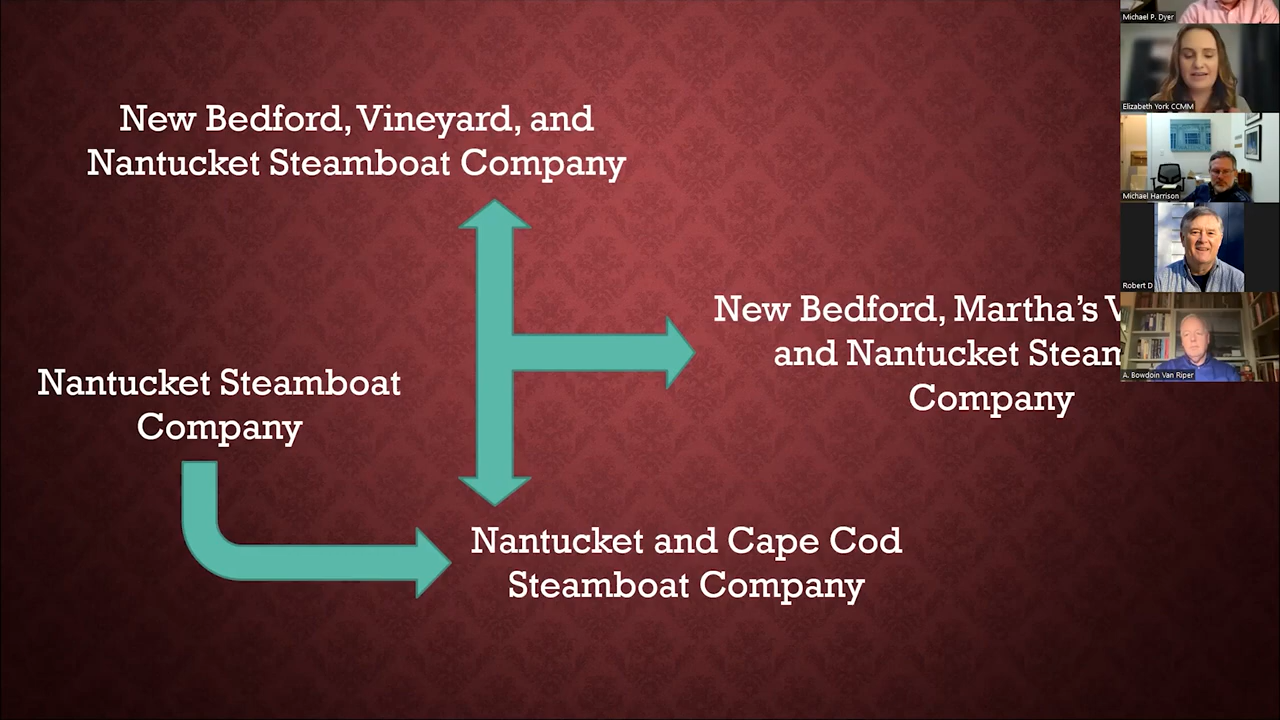 New Bedford, Vineyard, and
Nantucket Steamboat Company
New Bedford, Martha's
and Nantucket
Company
Nantucket Steamboat
Company
Nantucket and Cape Cod
Steamboat Company
Michael P. Dyer
Elizabeth York CCMM
Michael Harrison
Robert D
A. Bowdoin Van Riper